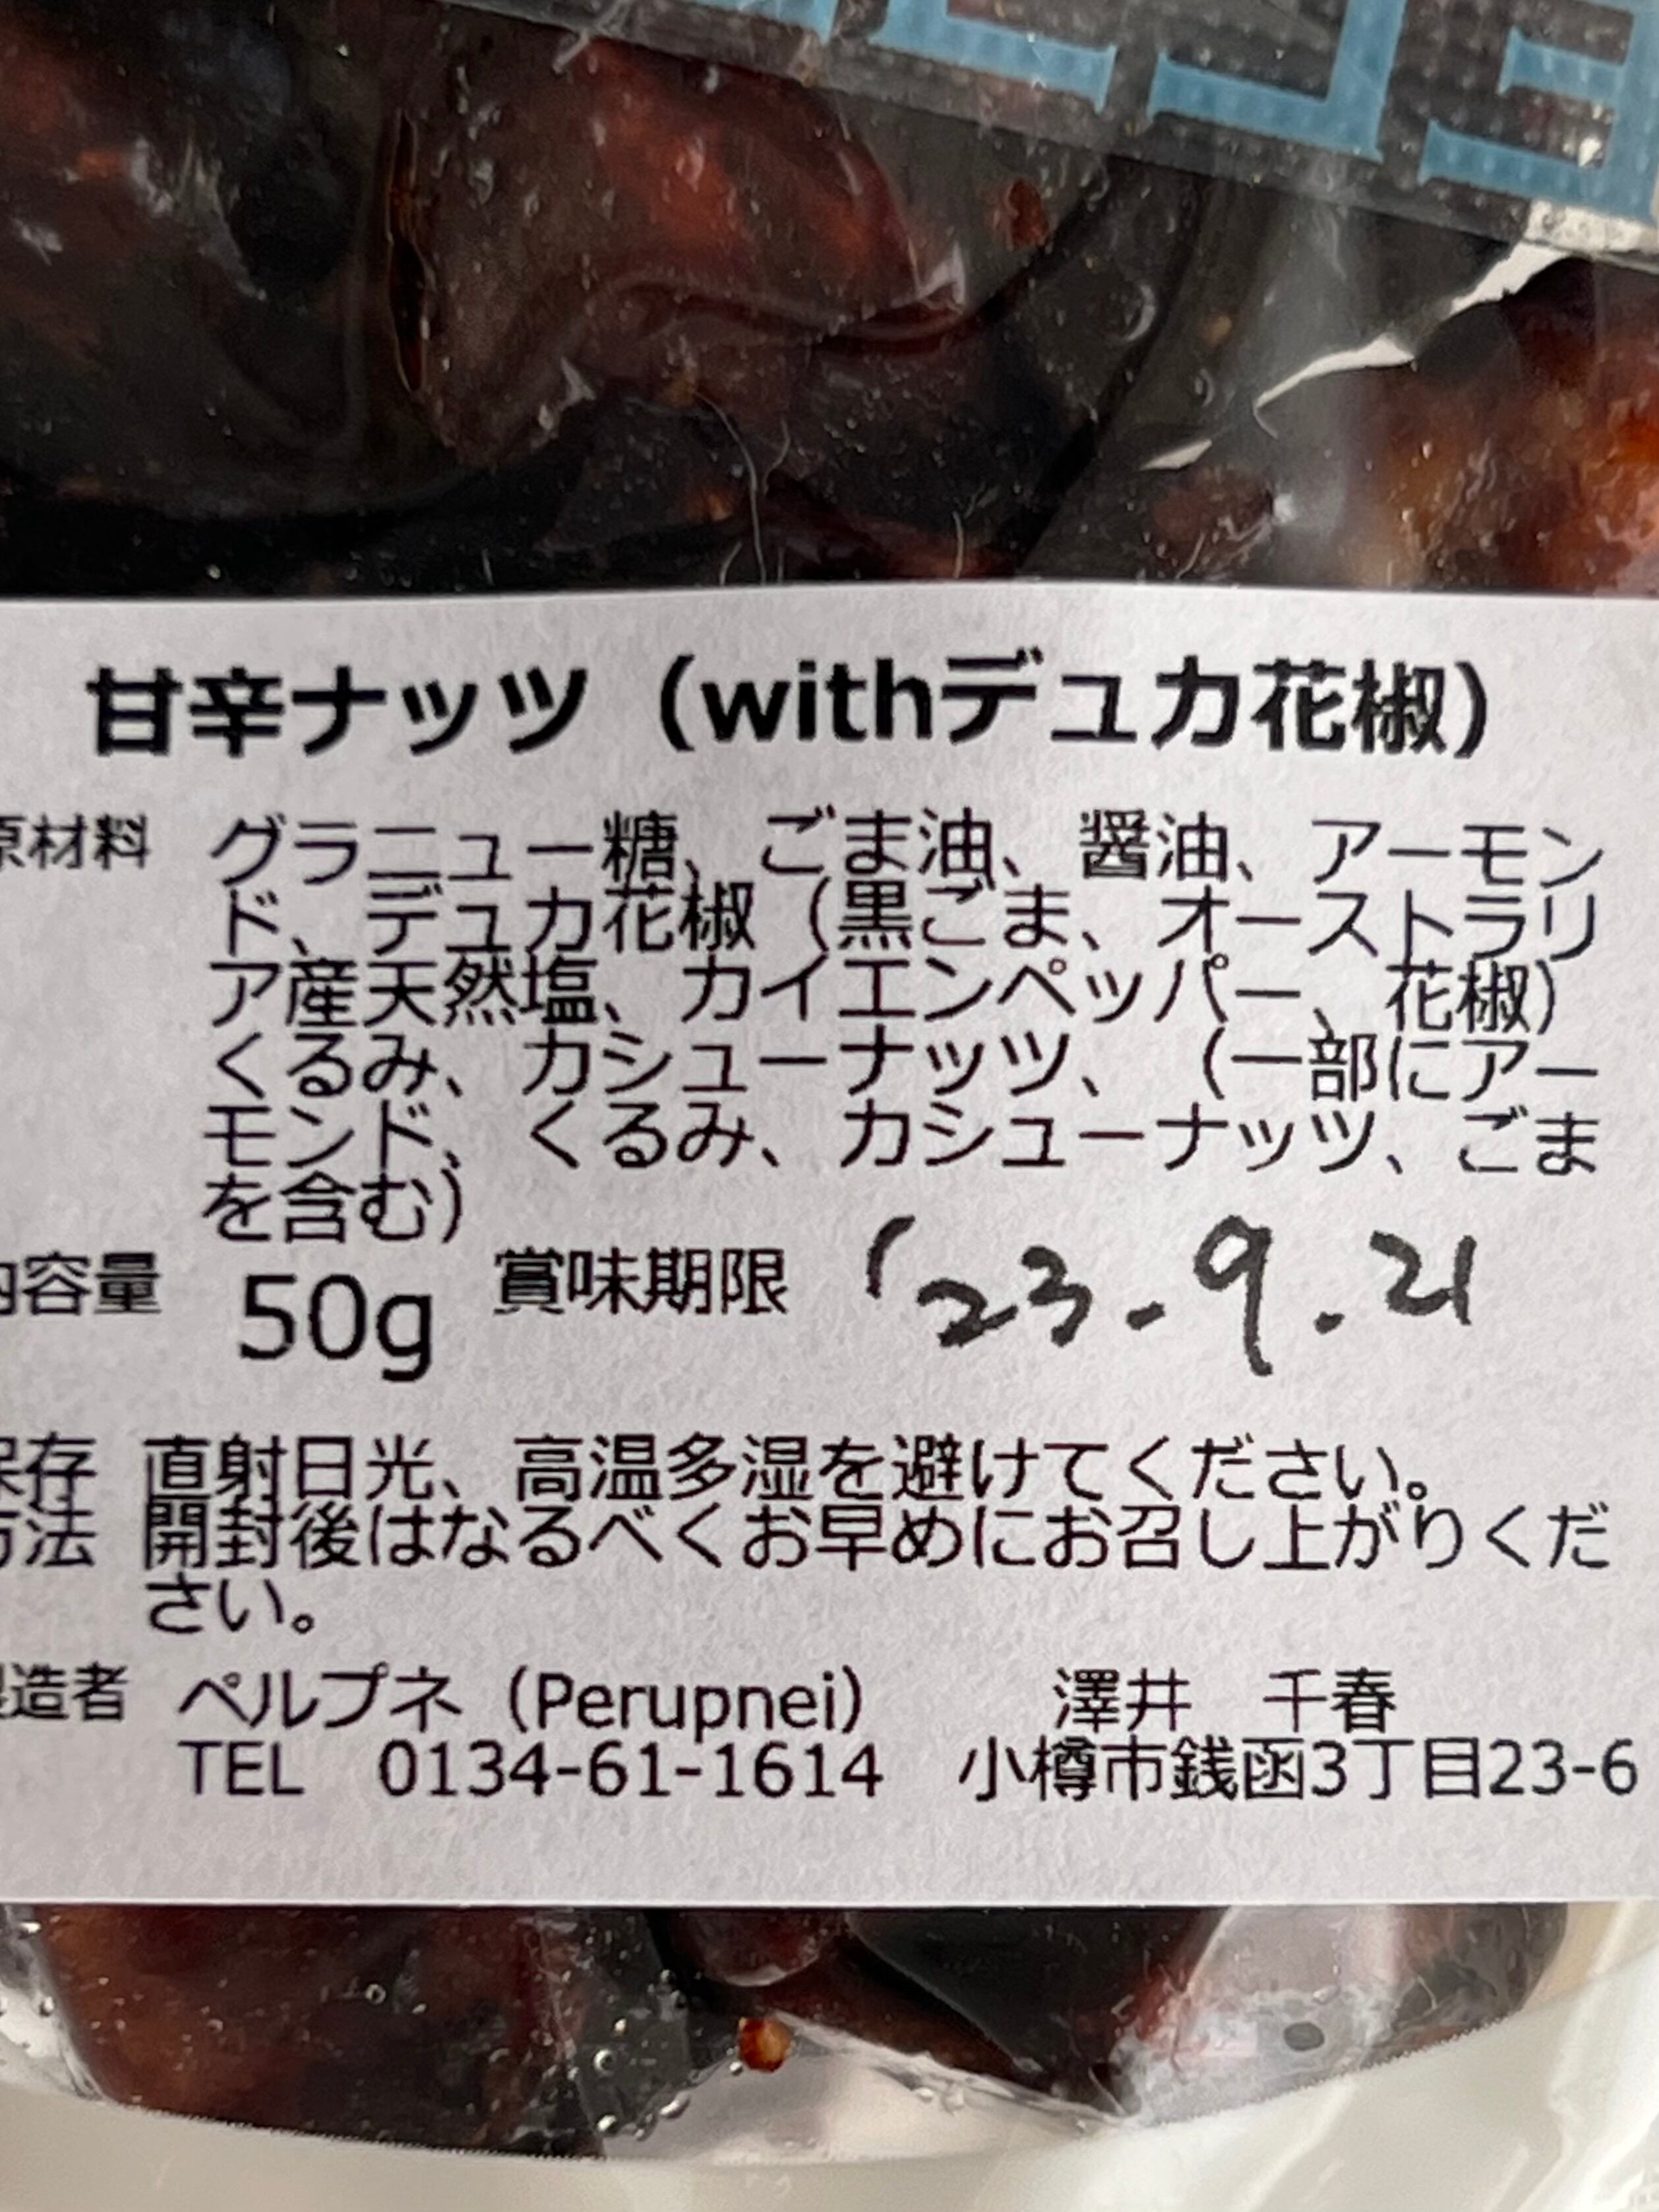 甘辛ナッツ（withデュカ花椒）
原材料 グラニュー糖、ごま油、醤油、アーモン
ド、デュカ花椒（黒ごま、オーストラリ
ア産天然塩、カイエンペッパー、花椒）
くるみ、カシューナッツ、（一部にアー
モンド、くるみ、カシューナッツ、ごま
を含む）
内容量 50g 賞味期限 '23.9.21
保存 直射日光、高温多湿を避けてください。
方法 開封後はなるべくお早めにお召し上がりくだ
さい。
製造者 ペルプネ（Perupnei） 澤井 千春
TEL 0134-61-1614 小樽市銭函3丁目23-6